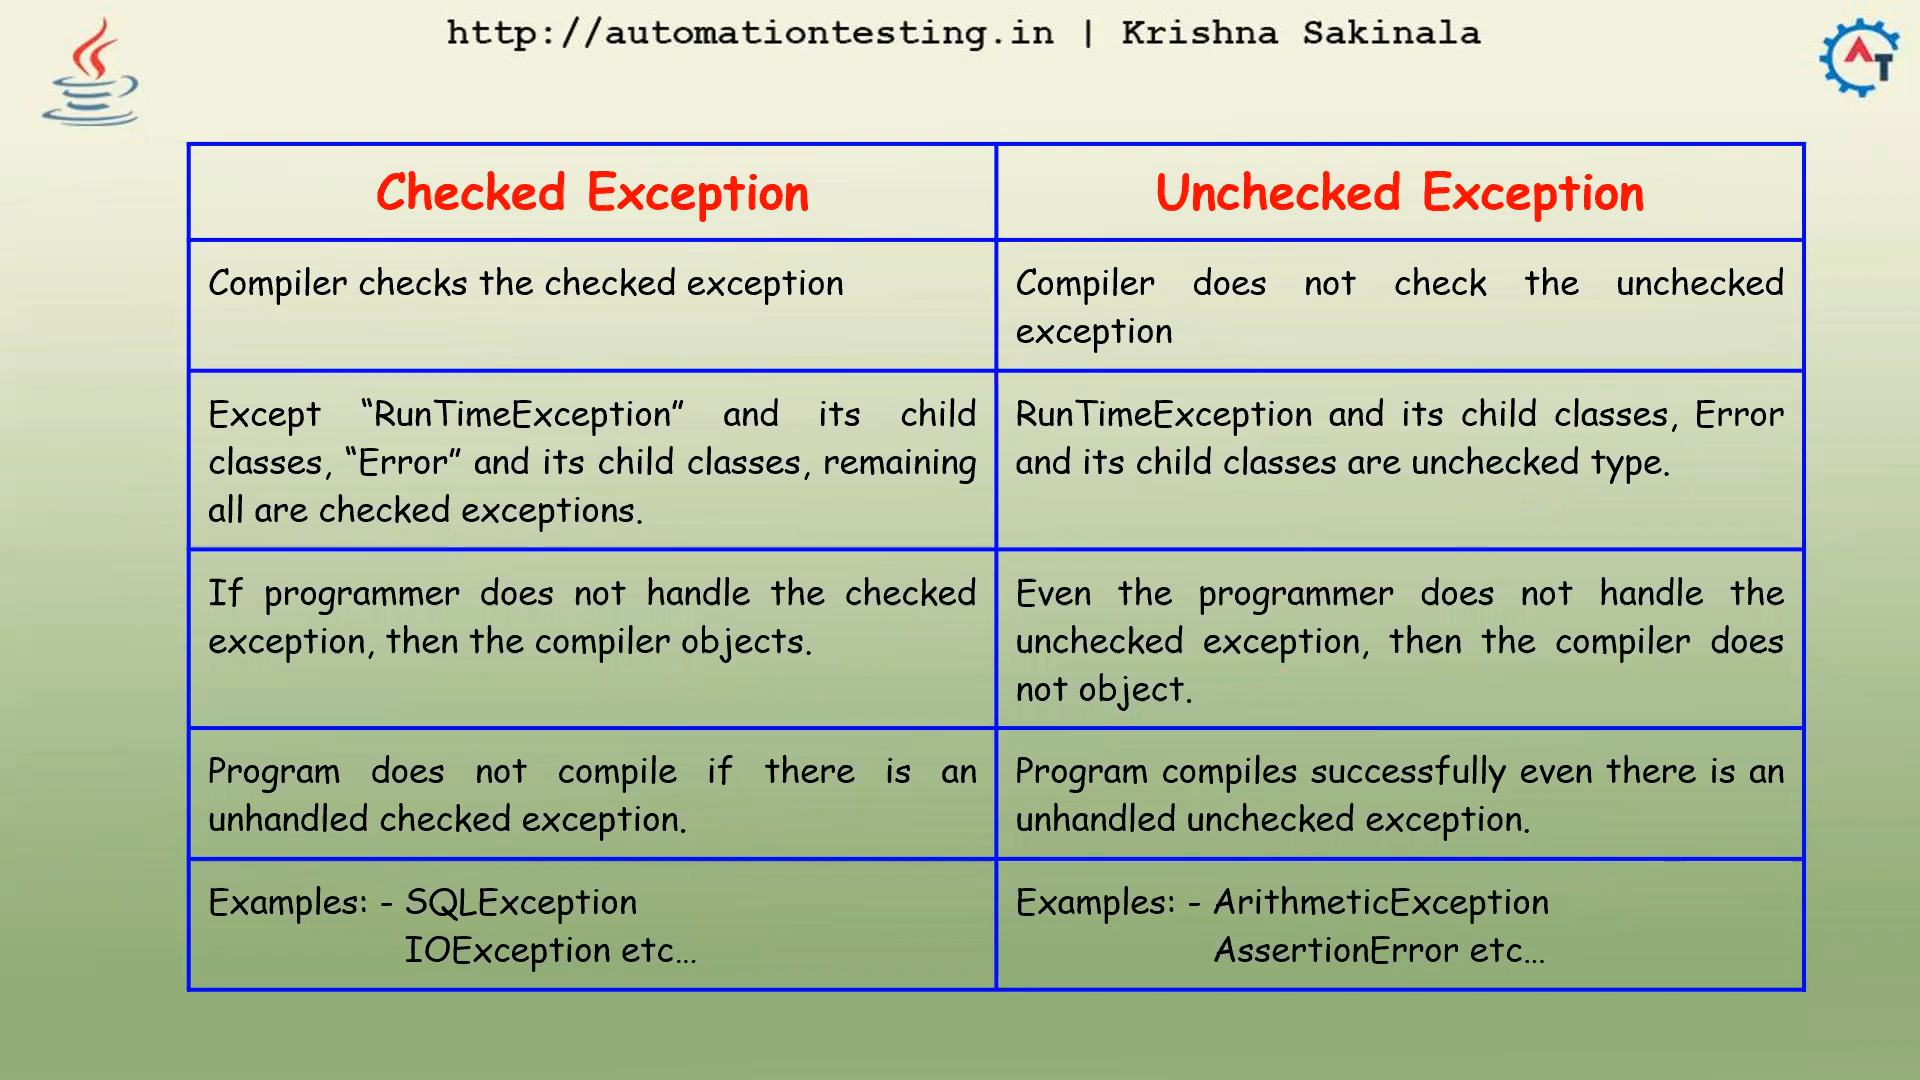 http://automationtesting.in | Krishna Sakinala
AT
Checked Exception
Unchecked Exception
Compiler checks the checked exception
Compiler does not check the unchecked
exception
Except “RunTimeException” and its child
classes, “Error” and its child classes, remaining
all are checked exceptions.
RunTimeException and its child classes, Error
and its child classes are unchecked type.
If programmer does not handle the checked
exception, then the compiler objects.
Even the programmer does not handle the
unchecked exception, then the compiler does
not object.
Program does not compile if there is an
unhandled checked exception.
Program compiles successfully even there is an
unhandled unchecked exception.
Examples: - SQLException
IOException etc...
Examples: - ArithmeticException
AssertionError etc...